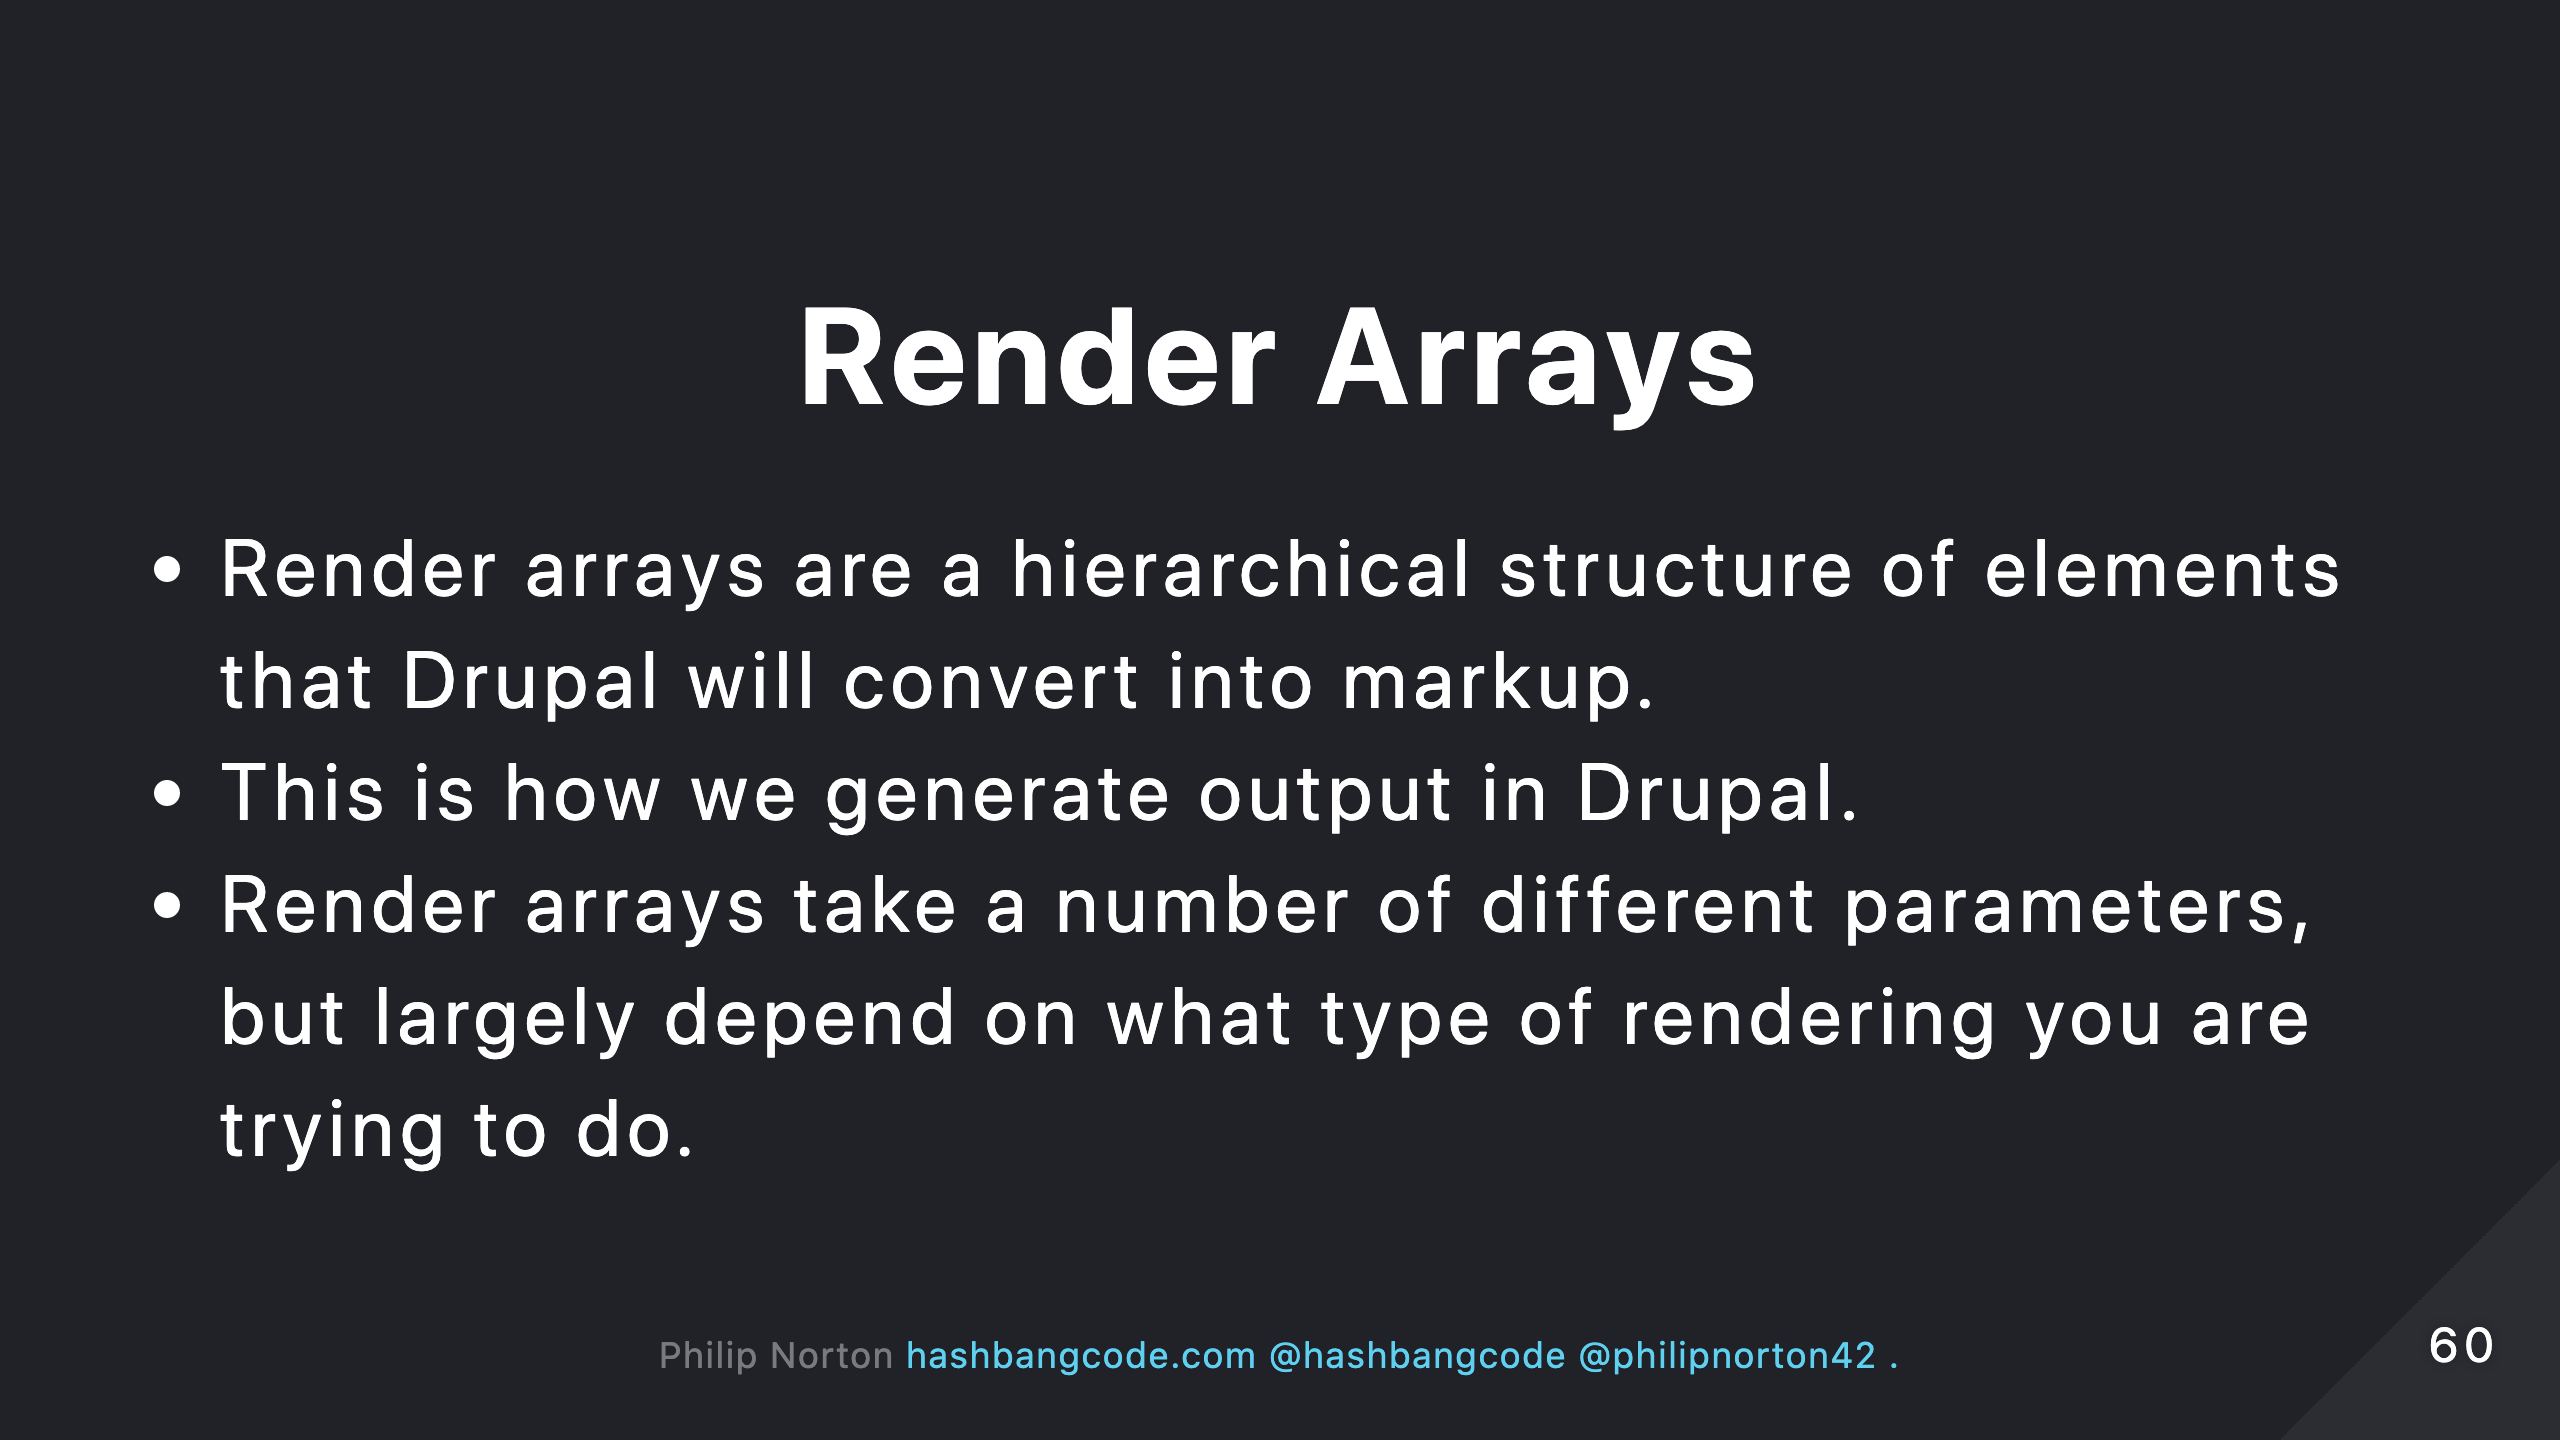 Render Arrays
• Render arrays are a hierarchical structure of elements
that Drupal will convert into markup.
• This is how we generate output in Drupal.
• Render arrays take a number of different parameters,
but largely depend on what type of rendering you are
trying to do.
Philip Norton hashbangcode.com @hashbangcode @philipnorton42 .
60